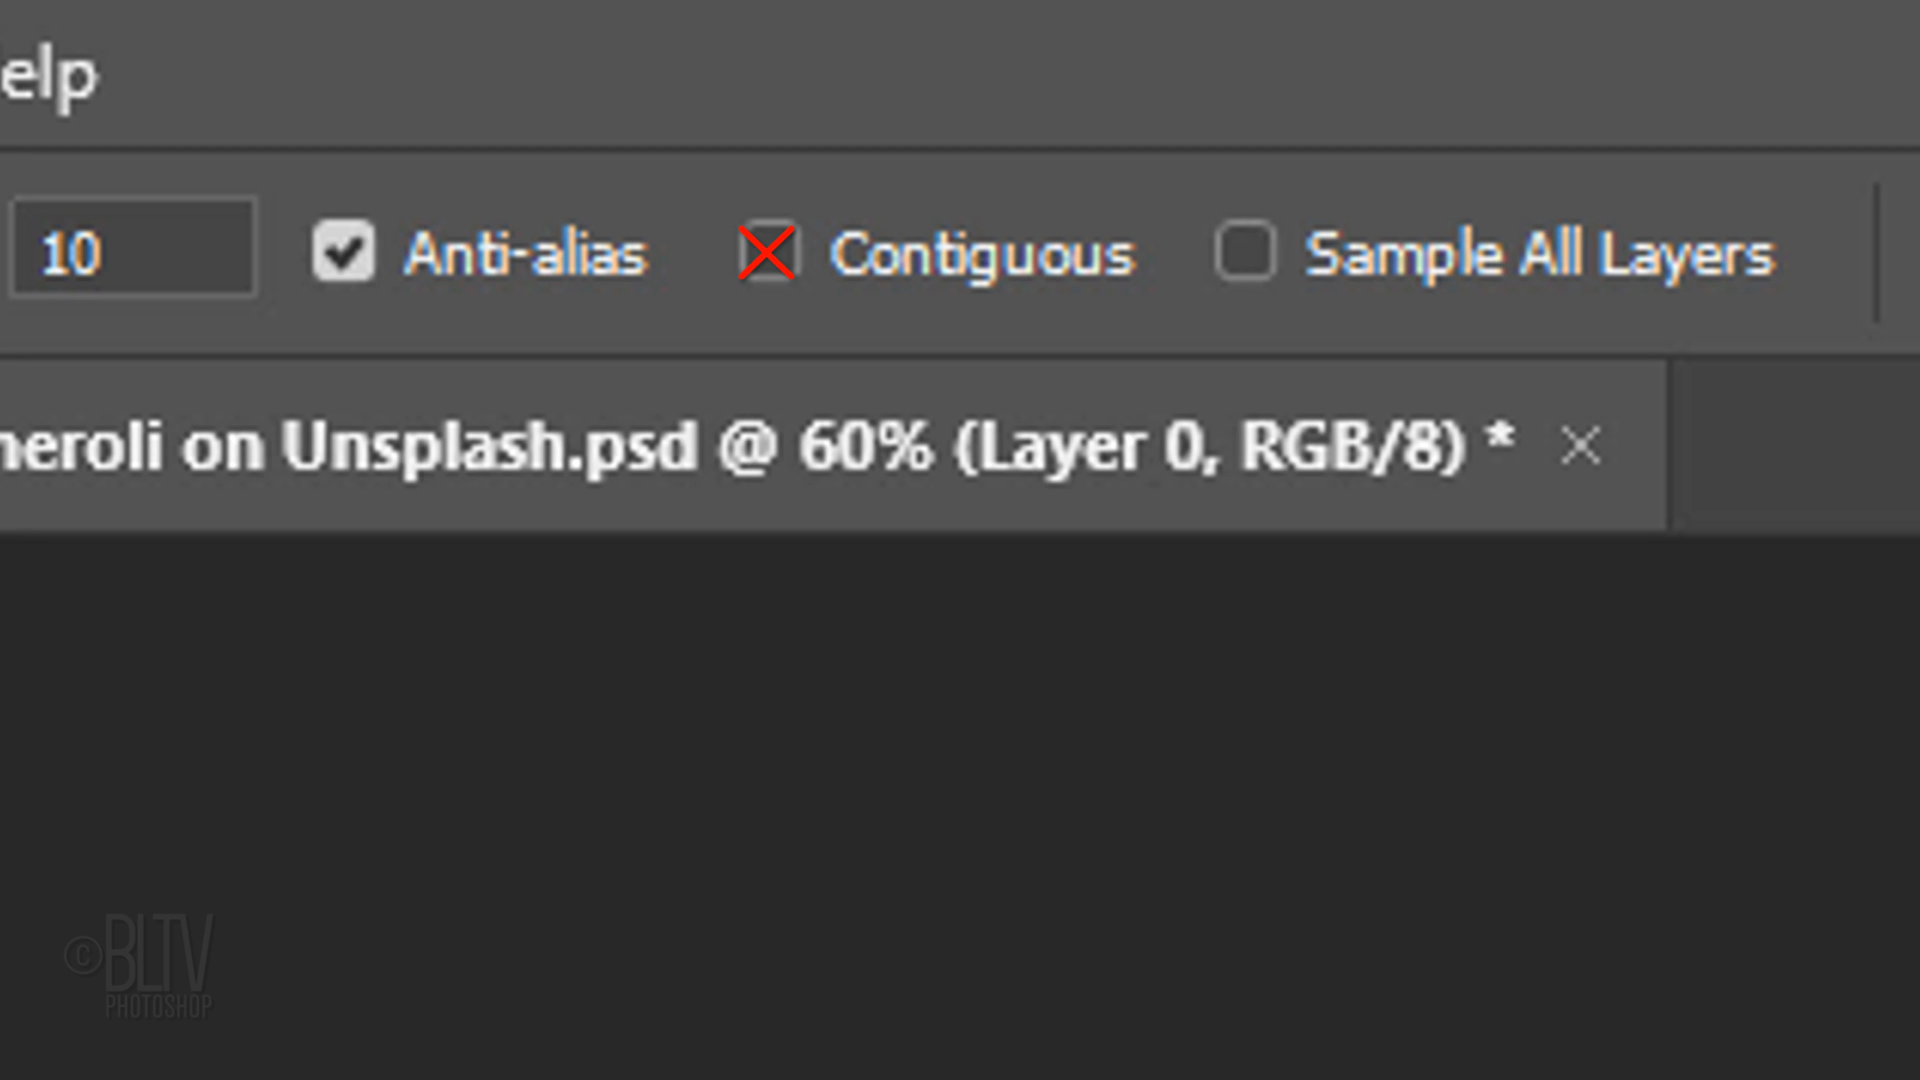 elp
10 Anti-alias Contiguous Sample All Layers
neroli on Unsplash.psd @ 60% (Layer 0, RGB/8) *
©BLTV
PHOTOSHOP